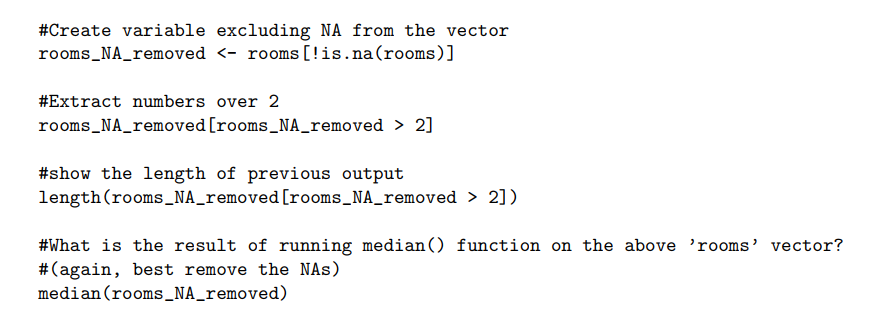 #Create variable excluding NA from the vector
rooms_NA_removed <- rooms[!is.na(rooms)]
#Extract numbers over 2
rooms_NA_removed[rooms_NA_removed > 2]
#show the length of previous output
length(rooms_NA_removed[rooms_NA_removed > 2])
#What is the result of running median() function on the above ’rooms’ vector?
#(again, best remove the NAs)
median(rooms_NA_removed)